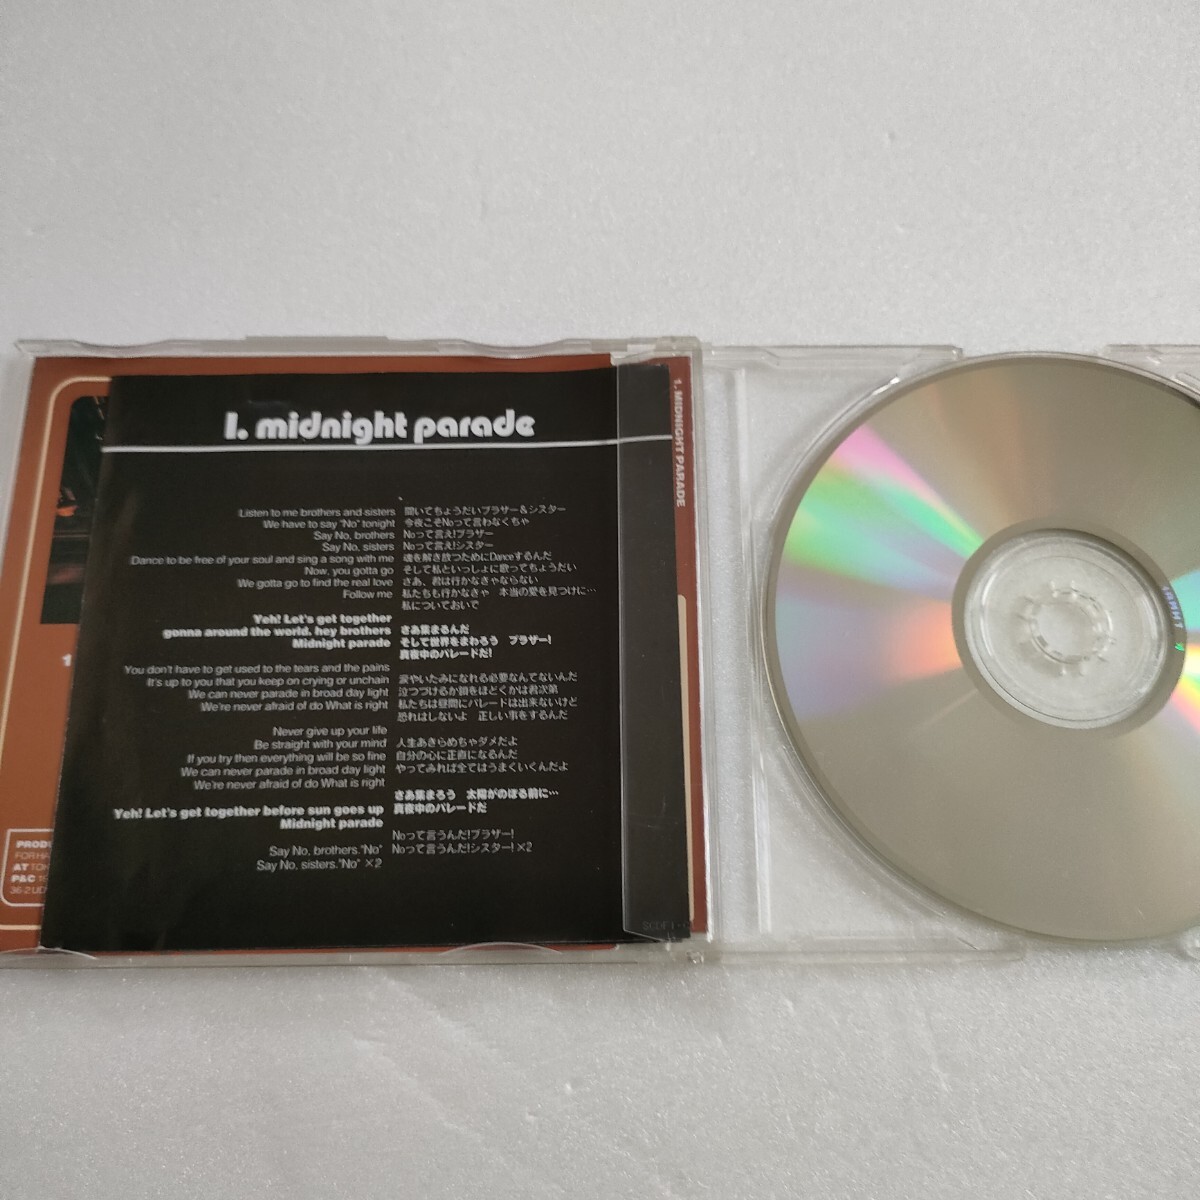 1. midnight parade
1. MIDNIGHT PARADE
Listen to me brothers and sisters
We have to say "No" tonight
Say No, brothers
Say No, sisters
Dance to be free of your soul and sing a song with me
Now, you gotta go
We gotta go to find the real love
Follow me
Yeh! Let's get together
gonna around the world, hey brothers
Midnight parade
You don't have to get used to the tears and the pains
It's up to you that you keep on crying or unchain
We can never parade in broad day light
We're never afraid of do What is right
Never give up your life
Be straight with your mind
If you try then everything will be so fine
We can never parade in broad day light
We're never afraid of do What is right
Yeh! Let's get together before sun goes up
Midnight parade
Say No, brothers."No"
Say No, sisters."No" ×2
聞いてちょうだいブラザー&シスター
今夜こそNoって言わなくちゃ
Noって言え!ブラザー
Noって言え!シスター
魂を解き放つためにDanceするんだ
そして私といっしょに歌ってちょうだい
さあ、君は行かなきゃならない
私たちも行かなきゃ 本当の愛を見つけに…
私についておいで
さあ集まるんだ
そして世界をまわろう ブラザー!
真夜中のパレードだ!
涙やいたみになれる必要なんてないんだ
泣つづけるか鎖をほどくかは君次第
私たちは昼間にパレードは出来ないけど
恐れはしないよ 正しい事をするんだ
人生あきらめちゃダメだよ
自分の心に正直になるんだ
やってみれば全てはうまくいくんだよ
さあ集まろう 太陽がのぼる前に…
真夜中のパレードだ
Noって言うんだ!ブラザー!
Noって言うんだ!シスター!×2
1
PRODU
FOR HA
AT TOK
P&C 19
36-2 UD
SCDF1-